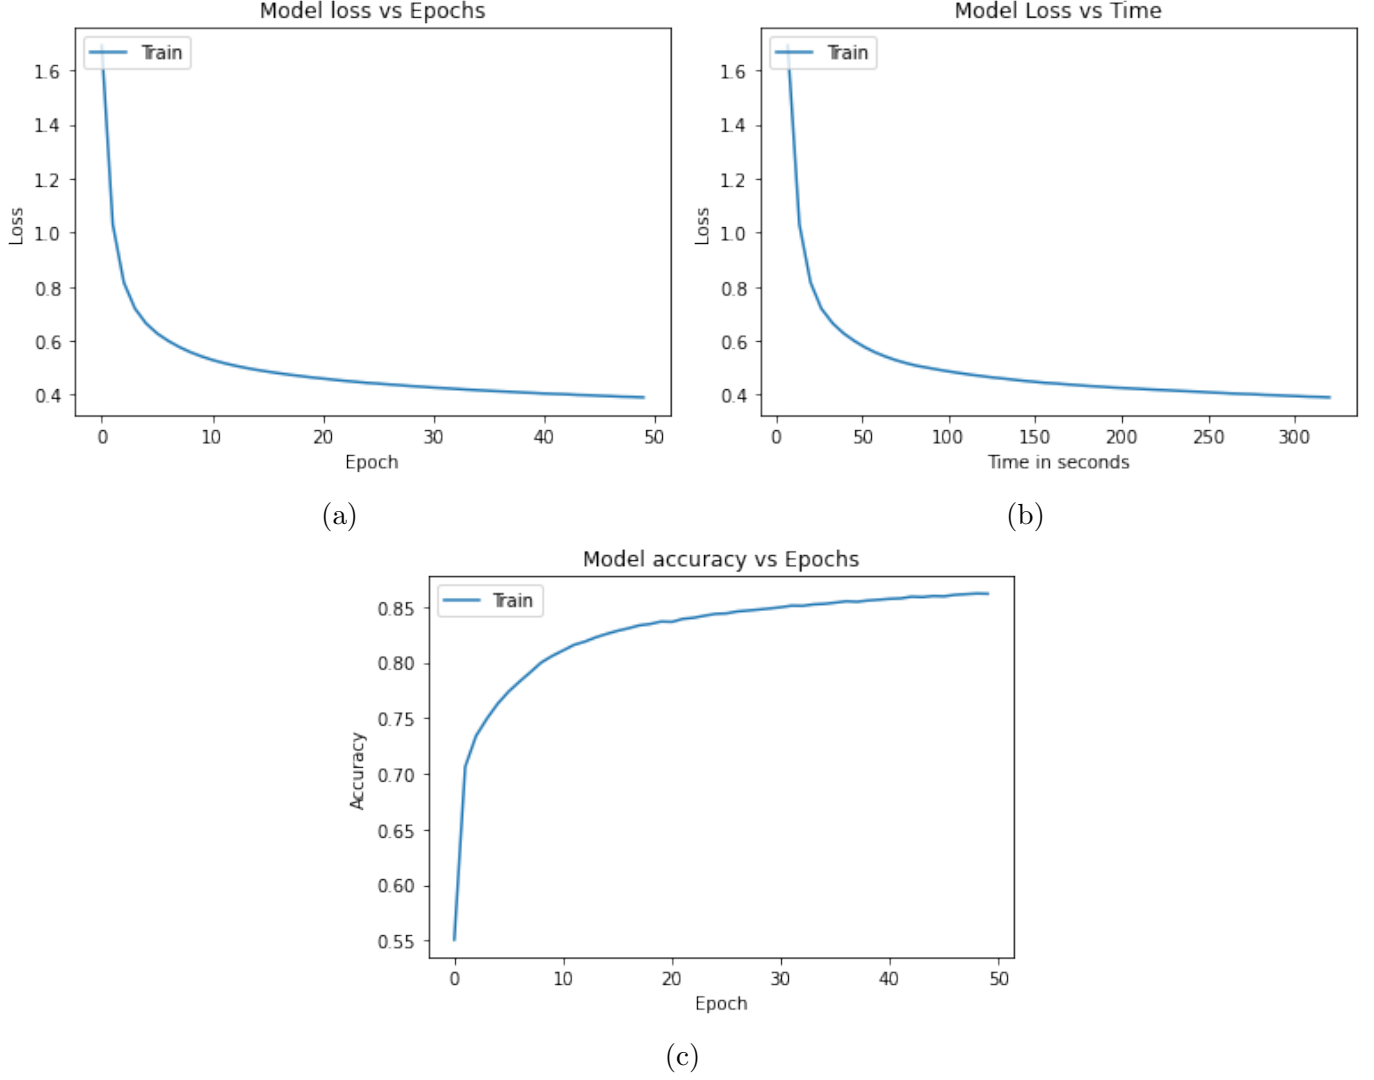 Model loss vs Epochs
Train
1.6
1.4
1.2
1.0
0.8
0.6
0.4
Loss
0 10 20 30 40 50
Epoch
(a)
Model Loss vs Time
Train
1.6
1.4
1.2
1.0
0.8
0.6
0.4
Loss
0 50 100 150 200 250 300
Time in seconds
(b)
Model accuracy vs Epochs
Train
0.85
0.80
0.75
0.70
0.65
0.60
0.55
Accuracy
0 10 20 30 40 50
Epoch
(c)